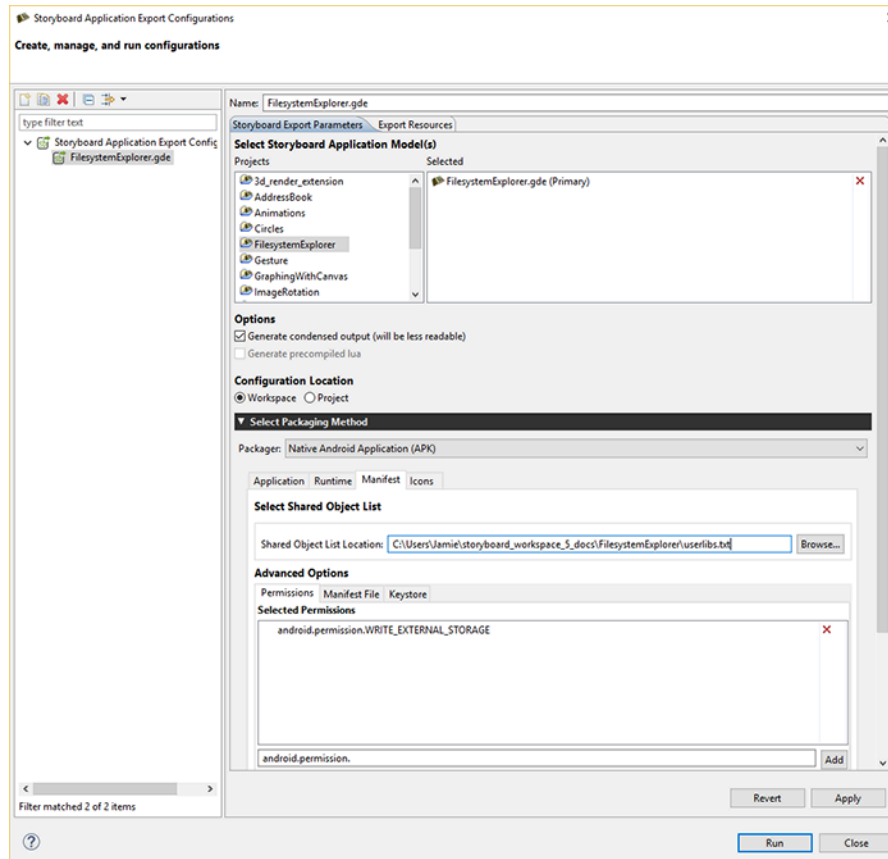 Storyboard Application Export Configurations
Create, manage, and run configurations
type filter text
Storyboard Application Export Config
FilesystemExplorer.gde
Filter matched 2 of 2 items
Name: FilesystemExplorer.gde
Storyboard Export Parameters Export Resources
Select Storyboard Application Model(s)
Projects Selected
3d_render_extension FilesystemExplorer.gde (Primary)
AddressBook
Animations
Circles
FilesystemExplorer
Gesture
GraphingWithCanvas
ImageRotation
Options
Generate condensed output (will be less readable)
Generate precompiled lua
Configuration Location
Workspace Project
Select Packaging Method
Packager: Native Android Application (APK)
Application Runtime Manifest Icons
Select Shared Object List
Shared Object List Location: C:\Users\Jamie\storyboard_workspace_5_docs\FilesystemExplorer\userlibs.txt Browse...
Advanced Options
Permissions Manifest File Keystore
Selected Permissions
android.permission.WRITE_EXTERNAL_STORAGE
android.permission. Add
Revert Apply
? Run Close